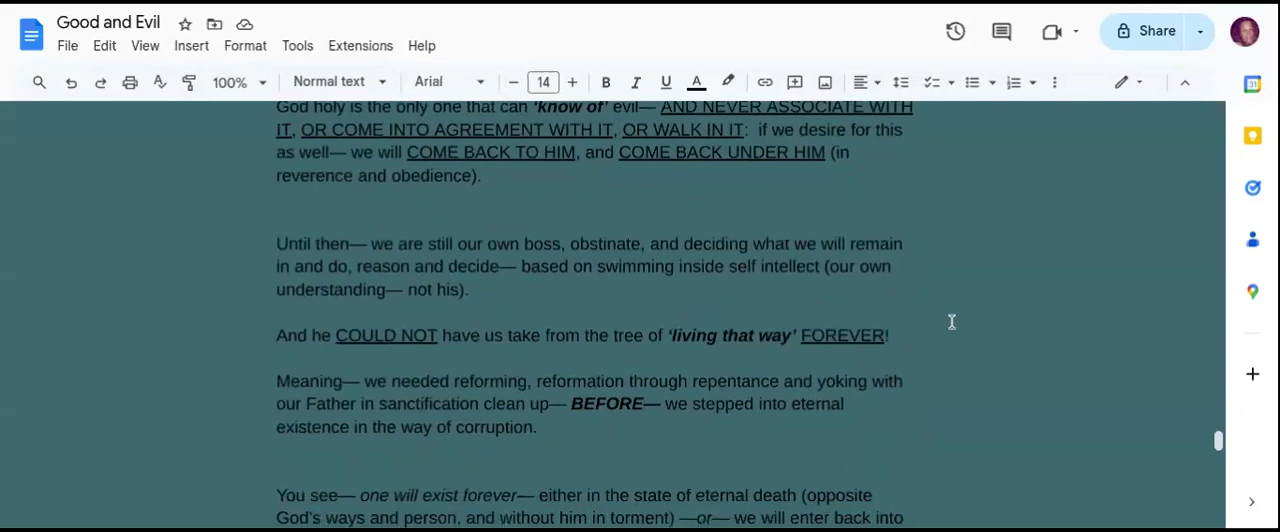 Good and Evil
File Edit View Insert Format Tools Extensions Help
Share
100% Normal text Arial 14 B I U A
God holy is the only one that can ‘know of’ evil— AND NEVER ASSOCIATE WITH
IT, OR COME INTO AGREEMENT WITH IT, OR WALK IN IT:  if we desire for this
as well— we will COME BACK TO HIM, and COME BACK UNDER HIM (in
reverence and obedience).
Until then— we are still our own boss, obstinate, and deciding what we will remain
in and do, reason and decide— based on swimming inside self intellect (our own
understanding— not his).
And he COULD NOT have us take from the tree of ‘living that way’ FOREVER!
Meaning— we needed reforming, reformation through repentance and yoking with
our Father in sanctification clean up— BEFORE— we stepped into eternal
existence in the way of corruption.
You see— one will exist forever— either in the state of eternal death (opposite
God’s ways and person, and without him in torment) —or— we will enter back into